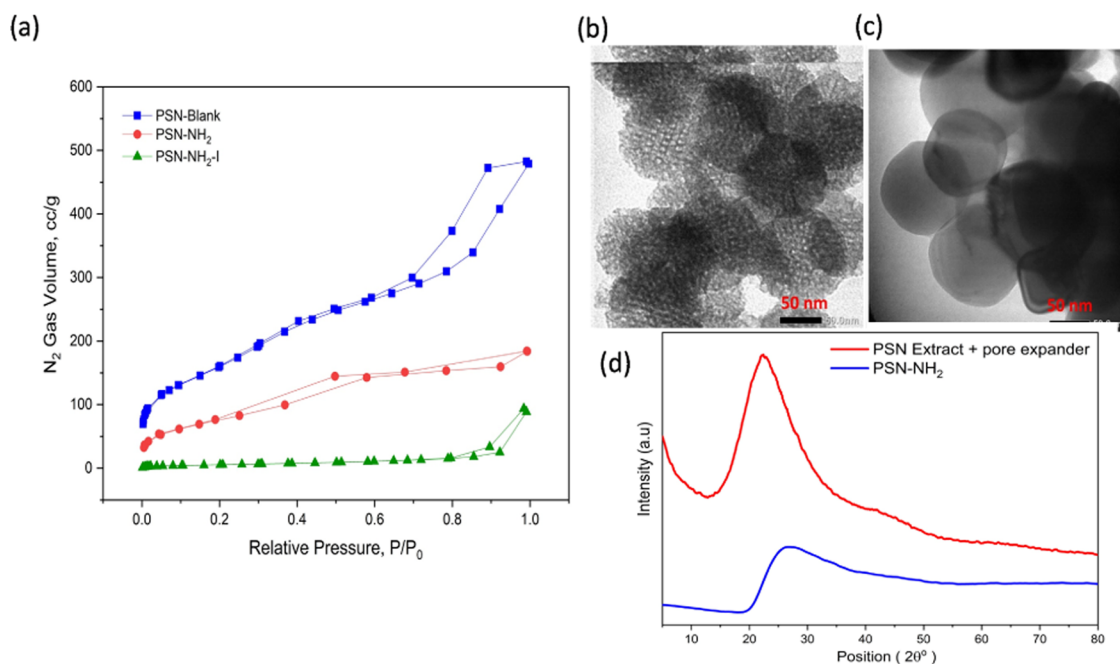 (a)
600
500
400
300
200
100
0
N₂ Gas Volume, cc/g
PSN-Blank
PSN-NH₂
PSN-NH₂-I
0.0 0.2 0.4 0.6 0.8 1.0
Relative Pressure, P/P₀
(b)
50 nm
(c)
50 nm
(d)
PSN Extract + pore expander
PSN-NH₂
Intensity (a.u)
10 20 30 40 50 60 70 80
Position ( 2θ°)